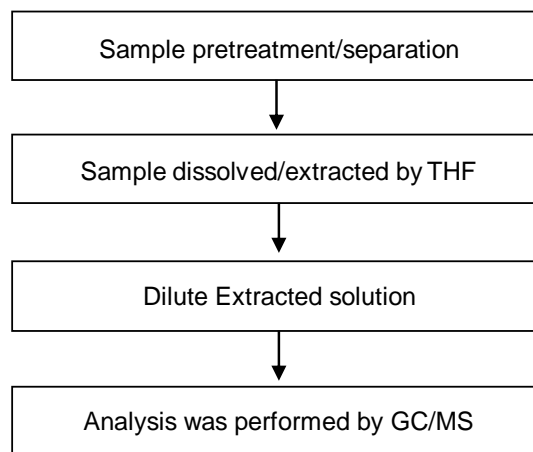 Sample pretreatment/separation
Sample dissolved/extracted by THF
Dilute Extracted solution
Analysis was performed by GC/MS